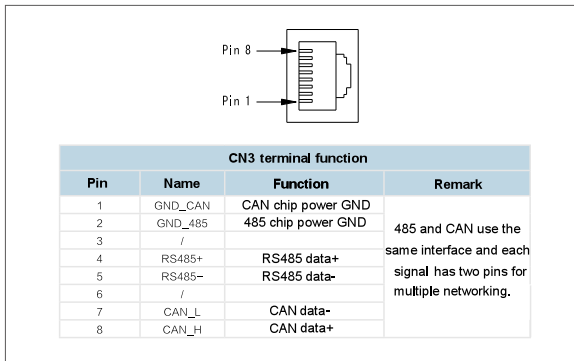 Pin 8
Pin 1
CN3 terminal function
Pin Name Function Remark
1 GND_CAN CAN chip power GND
2 GND_485 485 chip power GND
3 /
4 RS485+ RS485 data+
5 RS485− RS485 data-
6 /
7 CAN_L CAN data-
8 CAN_H CAN data+
485 and CAN use the
same interface and each
signal has two pins for
multiple networking.